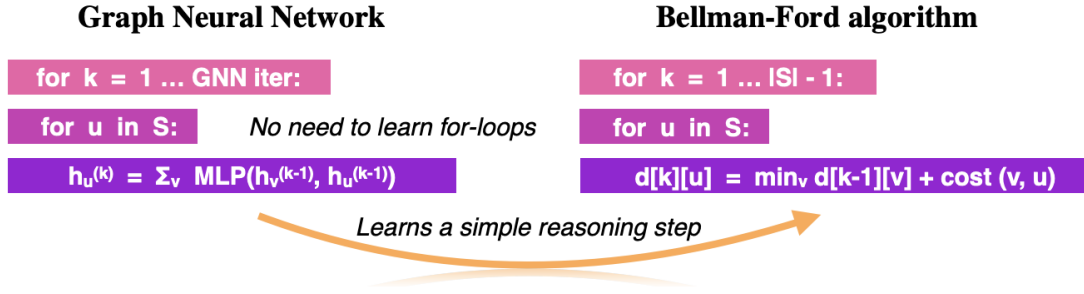 Graph Neural Network
Bellman-Ford algorithm
for k = 1 ... GNN iter:
for k = 1 ... |S| - 1:
for u in S:
No need to learn for-loops
for u in S:
hᵤ⁽ᵏ⁾ = Σᵥ MLP(hᵥ⁽ᵏ⁻¹⁾, hᵤ⁽ᵏ⁻¹⁾)
d[k][u] = minᵥ d[k-1][v] + cost (v, u)
Learns a simple reasoning step